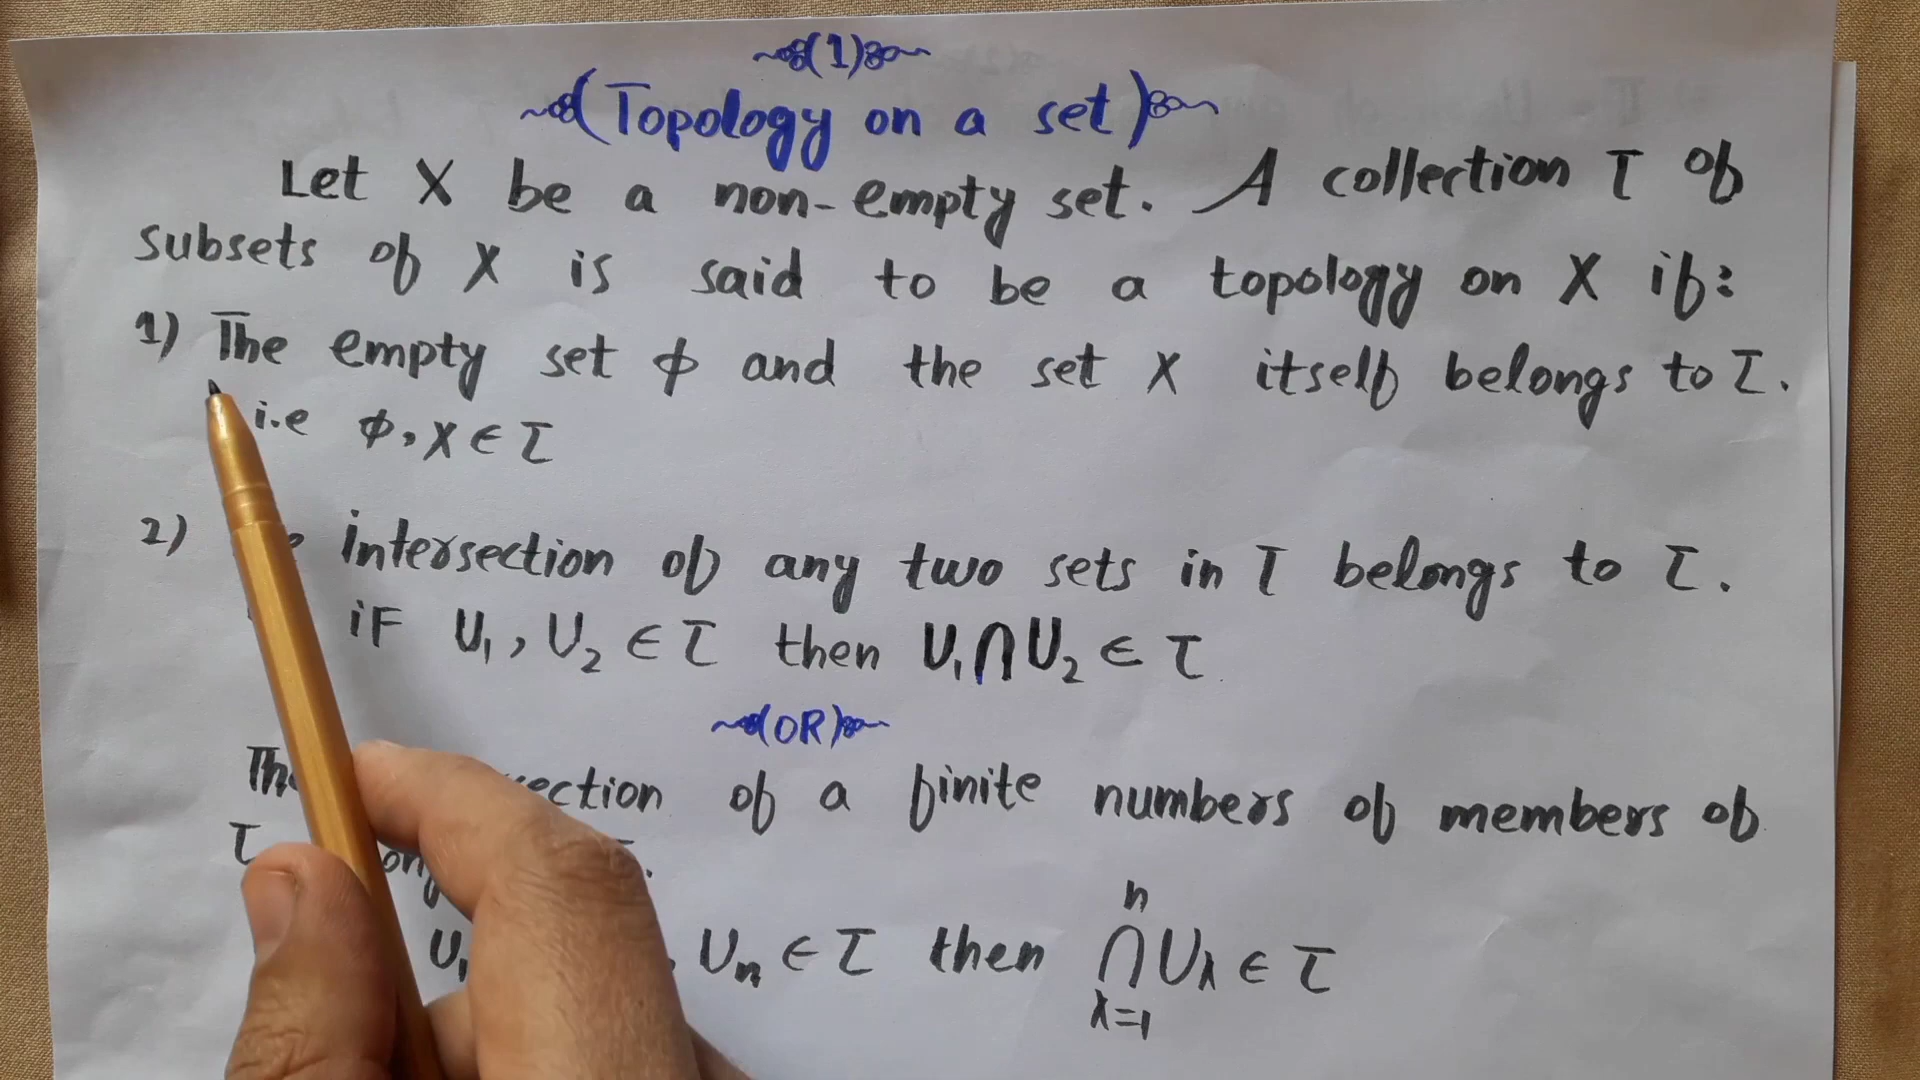 (1)
(Topology on a set)
Let X be a non-empty set. A collection τ of
subsets of X is said to be a topology on X if:
1) The empty set ϕ and the set X itself belongs to τ.
i.e ϕ, X ∈ τ
2) intersection of any two sets in τ belongs to τ.
if U₁, U₂ ∈ τ then U₁∩U₂ ∈ τ
(OR)
of a finite numbers of members of
τ
U₁ , Uₙ ∈ τ then n ∩ λ=1 Uλ ∈ τ